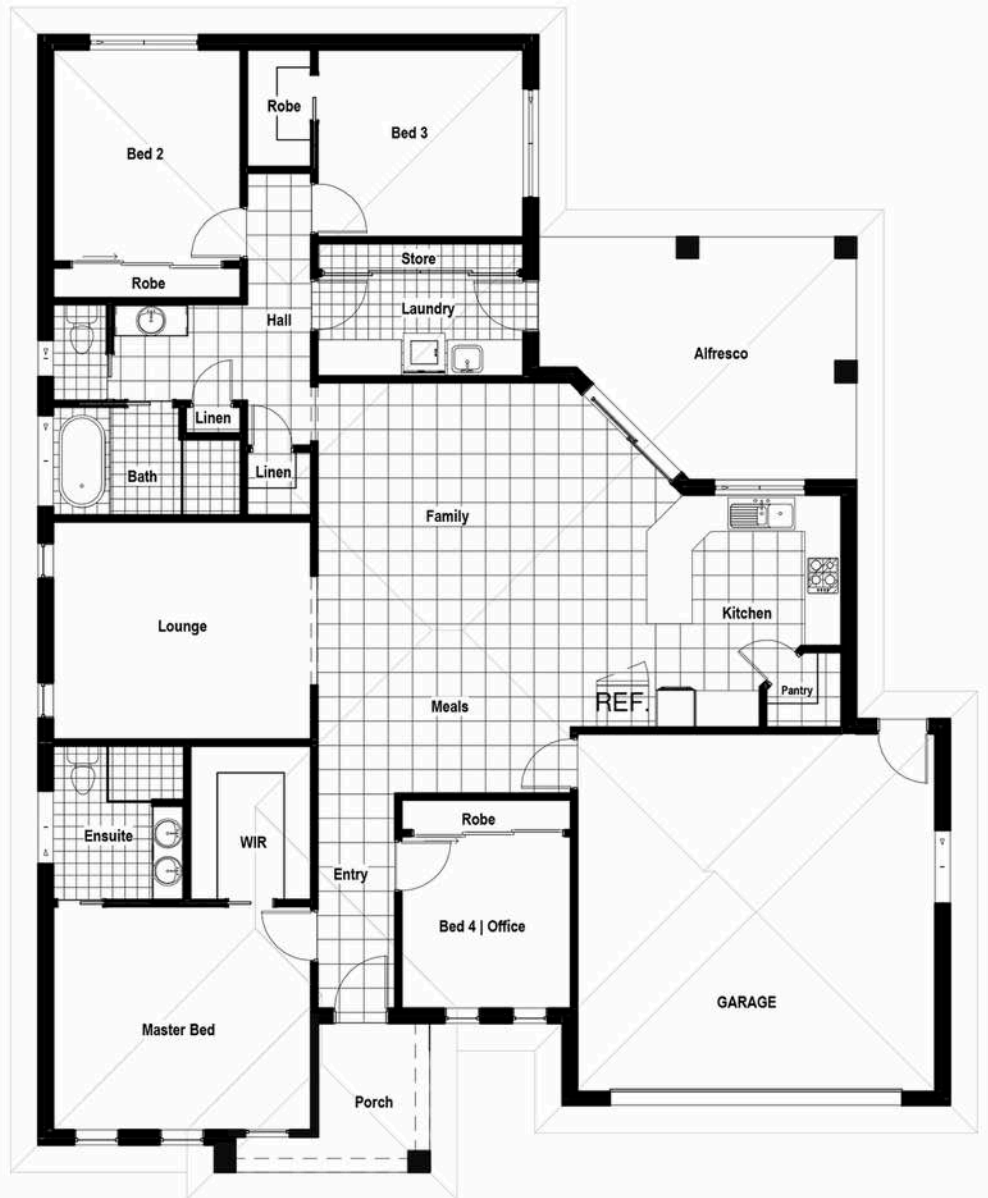 Robe
Bed 3
Bed 2
Store
Robe
Laundry
Hall
Alfresco
Linen
Linen
Bath
Family
Kitchen
Lounge
Pantry
REF.
Meals
Robe
Ensuite
WIR
Entry
Bed 4 | Office
GARAGE
Master Bed
Porch